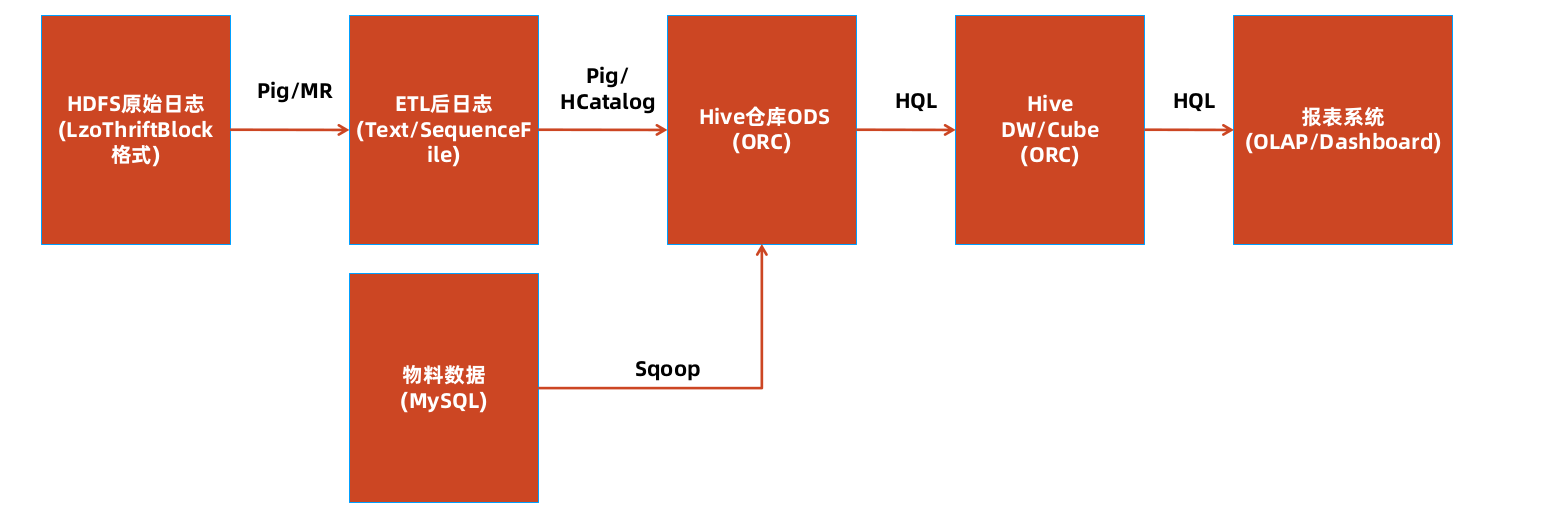 HDFS原始日志
(LzoThriftBlock
格式)
Pig/MR
ETL后日志
(Text/SequenceF
ile)
Pig/
HCatalog
Hive仓库ODS
(ORC)
HQL
Hive
DW/Cube
(ORC)
HQL
报表系统
(OLAP/Dashboard)
物料数据
(MySQL)
Sqoop